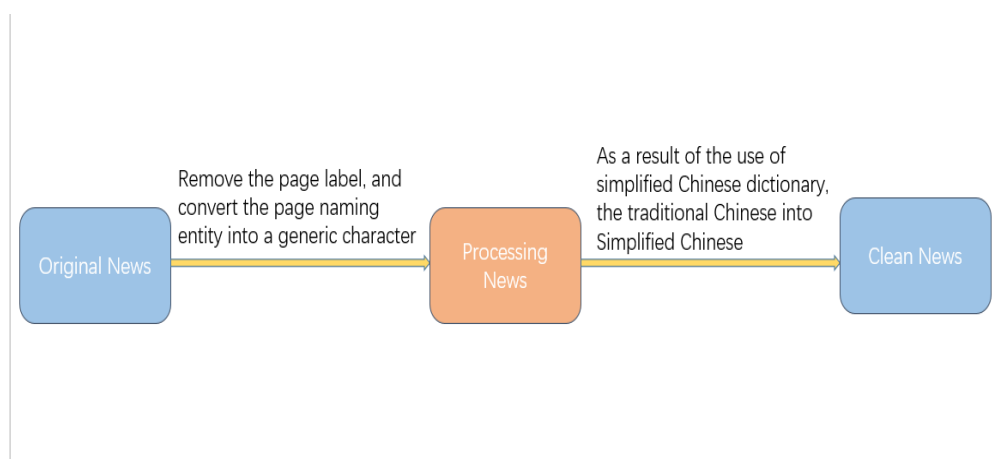 Original News
Remove the page label, and
convert the page naming
entity into a generic character
Processing
News
As a result of the use of
simplified Chinese dictionary,
the traditional Chinese into
Simplified Chinese
Clean News